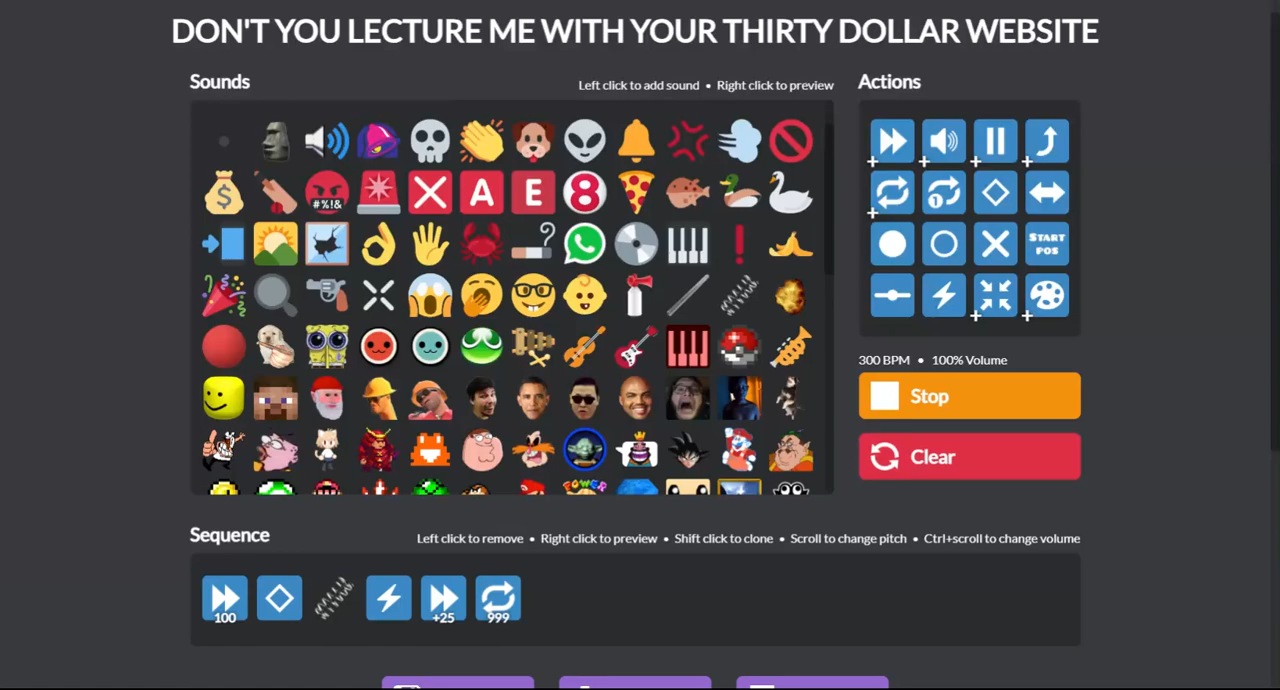 DON'T YOU LECTURE ME WITH YOUR THIRTY DOLLAR WEBSITE
Sounds
Left click to add sound • Right click to preview
Actions
#%!&
A
E
8
1
START
POS
300 BPM • 100% Volume
Stop
Clear
POWER
Sequence
Left click to remove • Right click to preview • Shift click to clone • Scroll to change pitch • Ctrl+scroll to change volume
100
+25
999